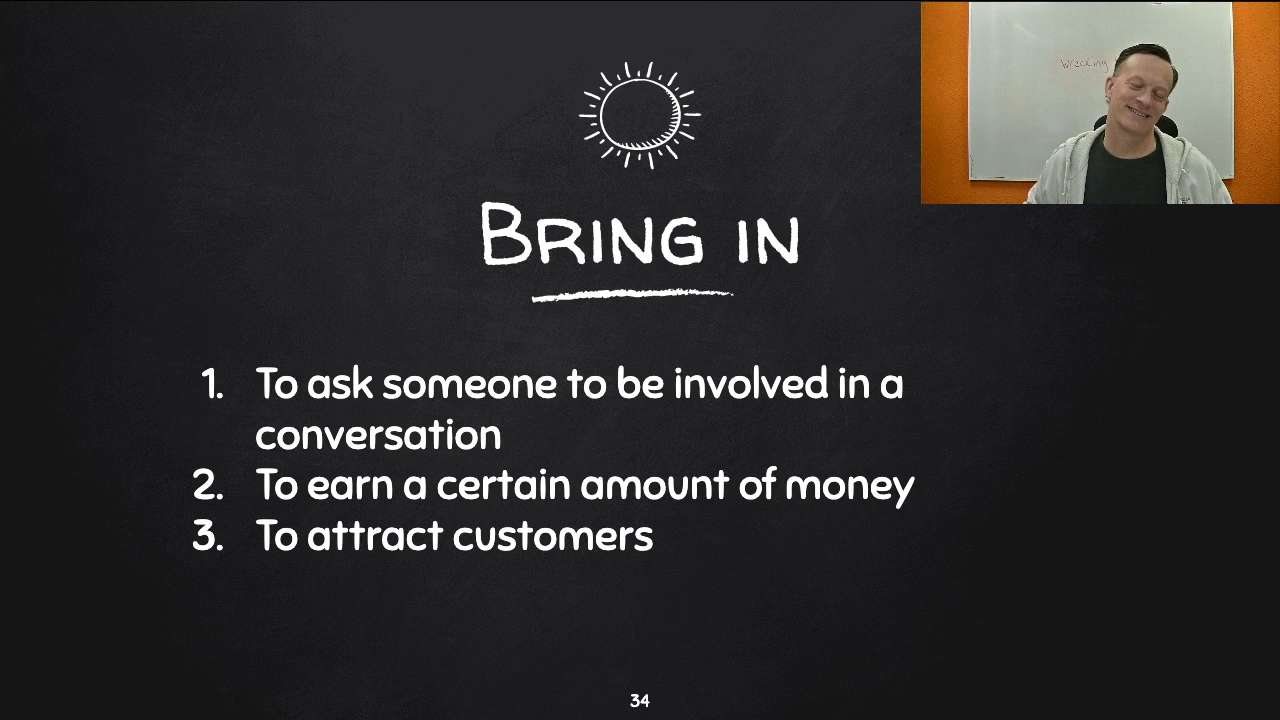 wrecking
Bring in
1. To ask someone to be involved in a
conversation
2. To earn a certain amount of money
3. To attract customers
34